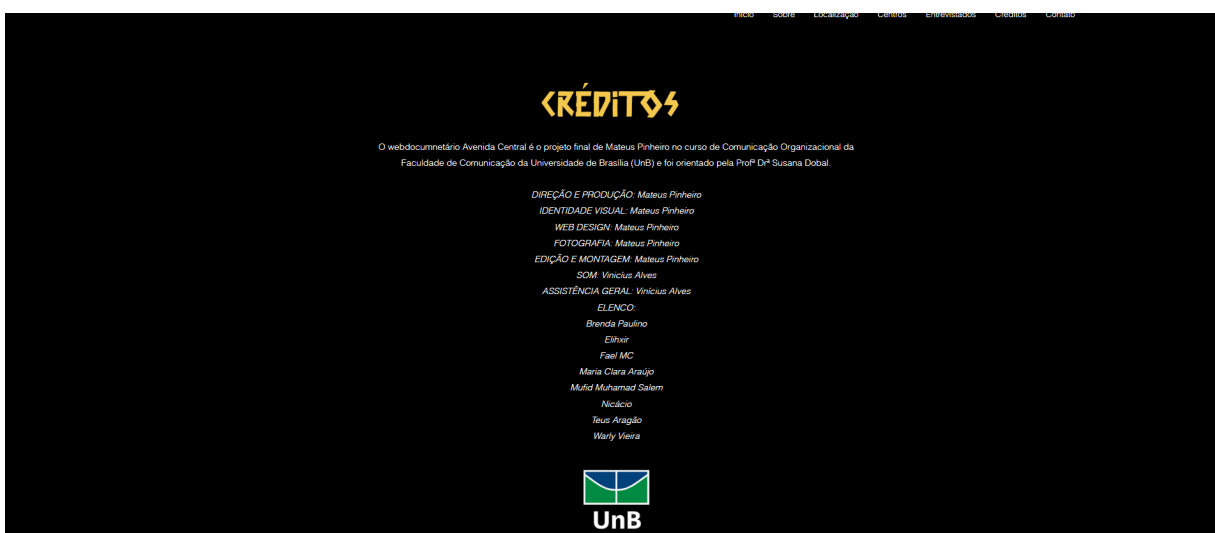 Início Sobre Localização Centros Entrevistados Créditos Contato
CRÉDiTOS
O webdocumnetário Avenida Central é o projeto final de Mateus Pinheiro no curso de Comunicação Organizacional da
Faculdade de Comunicação da Universidade de Brasília (UnB) e foi orientado pela Profª Drª Susana Dobal.
DIREÇÃO E PRODUÇÃO: Mateus Pinheiro
IDENTIDADE VISUAL: Mateus Pinheiro
WEB DESIGN: Mateus Pinheiro
FOTOGRAFIA: Mateus Pinheiro
EDIÇÃO E MONTAGEM: Mateus Pinheiro
SOM: Vinicíus Alves
ASSISTÊNCIA GERAL: Vinícius Alves
ELENCO:
Brenda Paulino
Elihxir
Fael MC
Maria Clara Araújo
Mufid Muhamad Salem
Nicácio
Teus Aragão
Warly Vieira
UnB